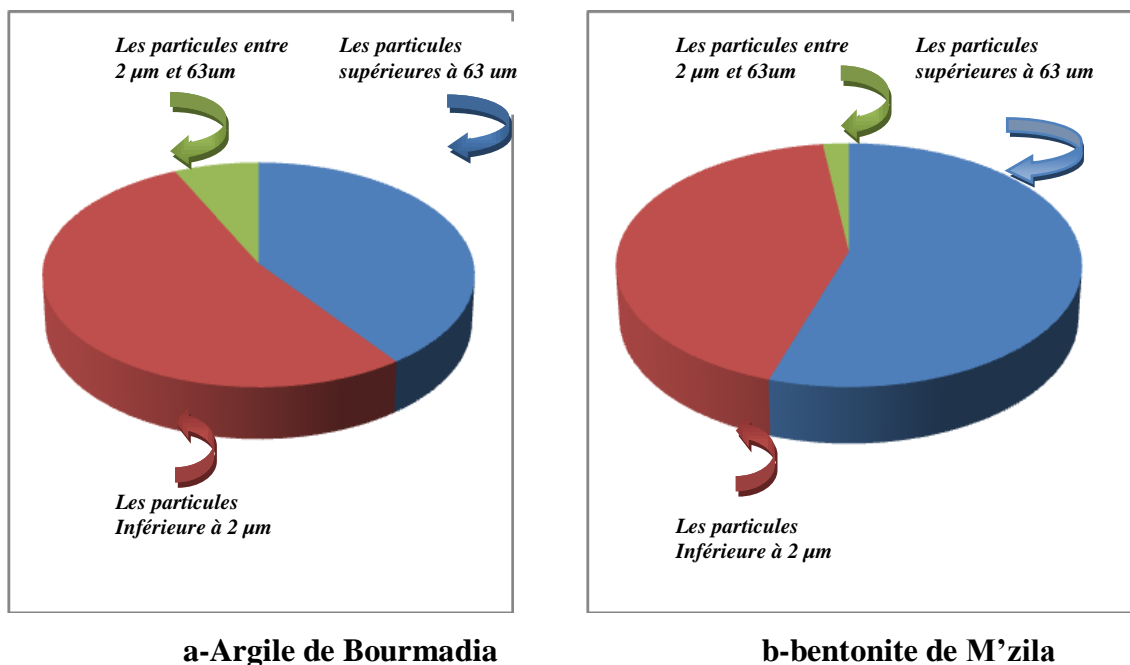 Les particules entre
2 µm et 63um
Les particules
supérieures à 63 um
Les particules
Inférieure à 2 µm
a-Argile de Bourmadia
Les particules entre
2 µm et 63um
Les particules
supérieures à 63 um
Les particules
Inférieure à 2 µm
b-bentonite de M’zila